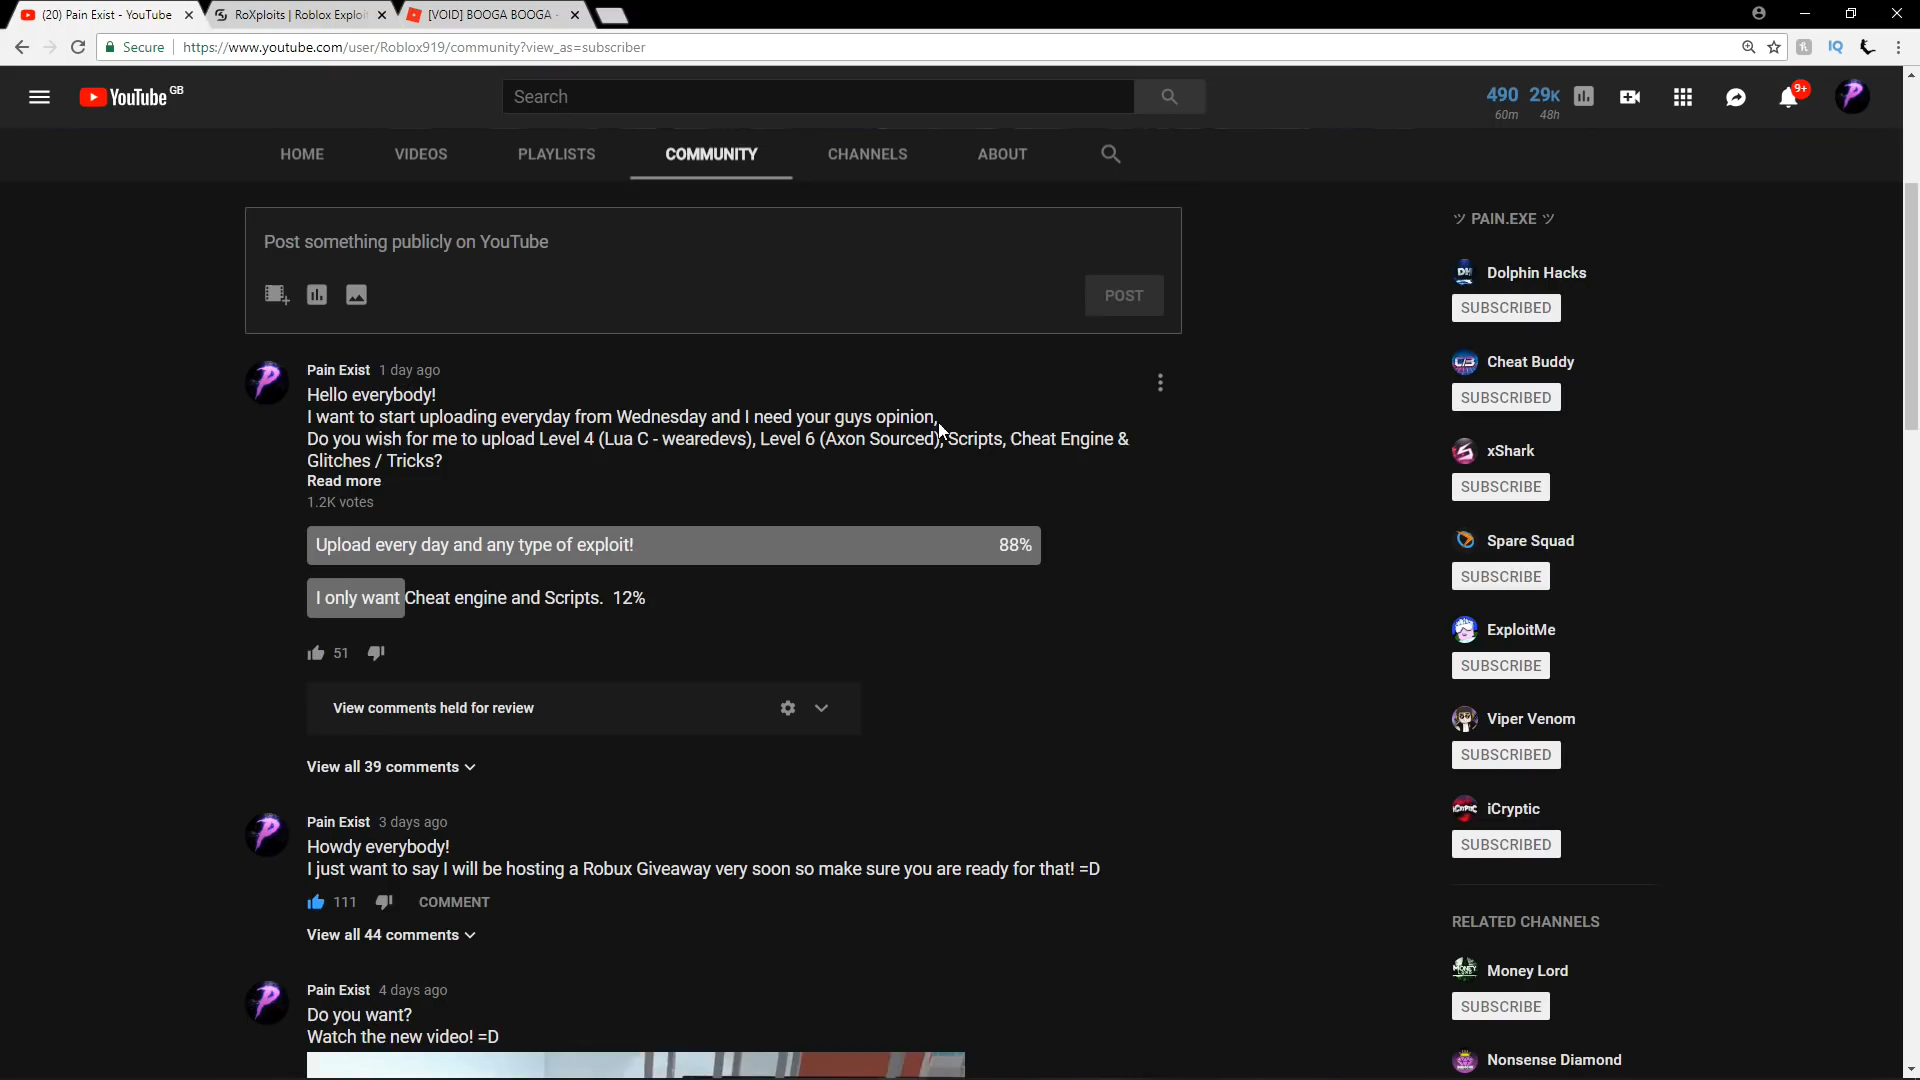 (20) Pain Exist - YouTube
RoXploits | Roblox Exploi
[VOID] BOOGA BOOGA -
Secure
https://www.youtube.com/user/Roblox919/community?view_as=subscriber
YouTube GB
Search
490 29K
60m 48h
9+
HOME VIDEOS PLAYLISTS COMMUNITY CHANNELS ABOUT
Post something publicly on YouTube
POST
Pain Exist 1 day ago
Hello everybody!
I want to start uploading everyday from Wednesday and I need your guys opinion,
Do you wish for me to upload Level 4 (Lua C - wearedevs), Level 6 (Axon Sourced), Scripts, Cheat Engine &
Glitches / Tricks?
Read more
1.2K votes
Upload every day and any type of exploit! 88%
I only want Cheat engine and Scripts. 12%
51
View comments held for review
View all 39 comments
Pain Exist 3 days ago
Howdy everybody!
I just want to say I will be hosting a Robux Giveaway very soon so make sure you are ready for that! =D
111 COMMENT
View all 44 comments
Pain Exist 4 days ago
Do you want?
Watch the new video! =D
ツ PAIN.EXE ツ
Dolphin Hacks
SUBSCRIBED
Cheat Buddy
SUBSCRIBED
xShark
SUBSCRIBE
Spare Squad
SUBSCRIBE
ExploitMe
SUBSCRIBE
Viper Venom
SUBSCRIBED
iCryptic
SUBSCRIBED
RELATED CHANNELS
Money Lord
SUBSCRIBE
Nonsense Diamond